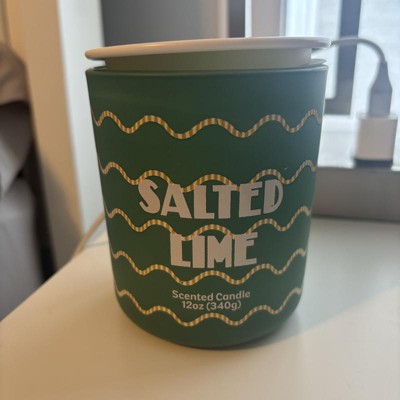 SALTED
LIME
Scented Candle
12oz (340g)